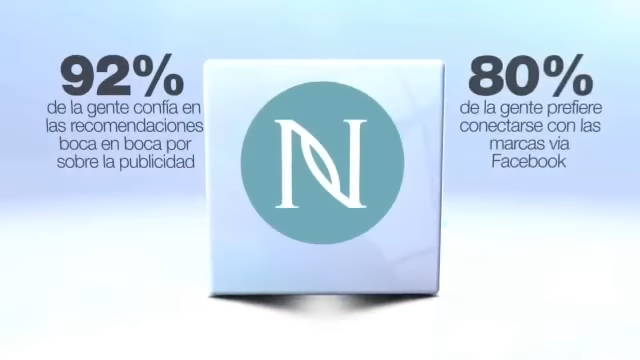 92%
de la gente confía en
las recomendaciones
boca en boca por
sobre la publicidad
N
80%
de la gente prefiere
conectarse con las
marcas via
Facebook